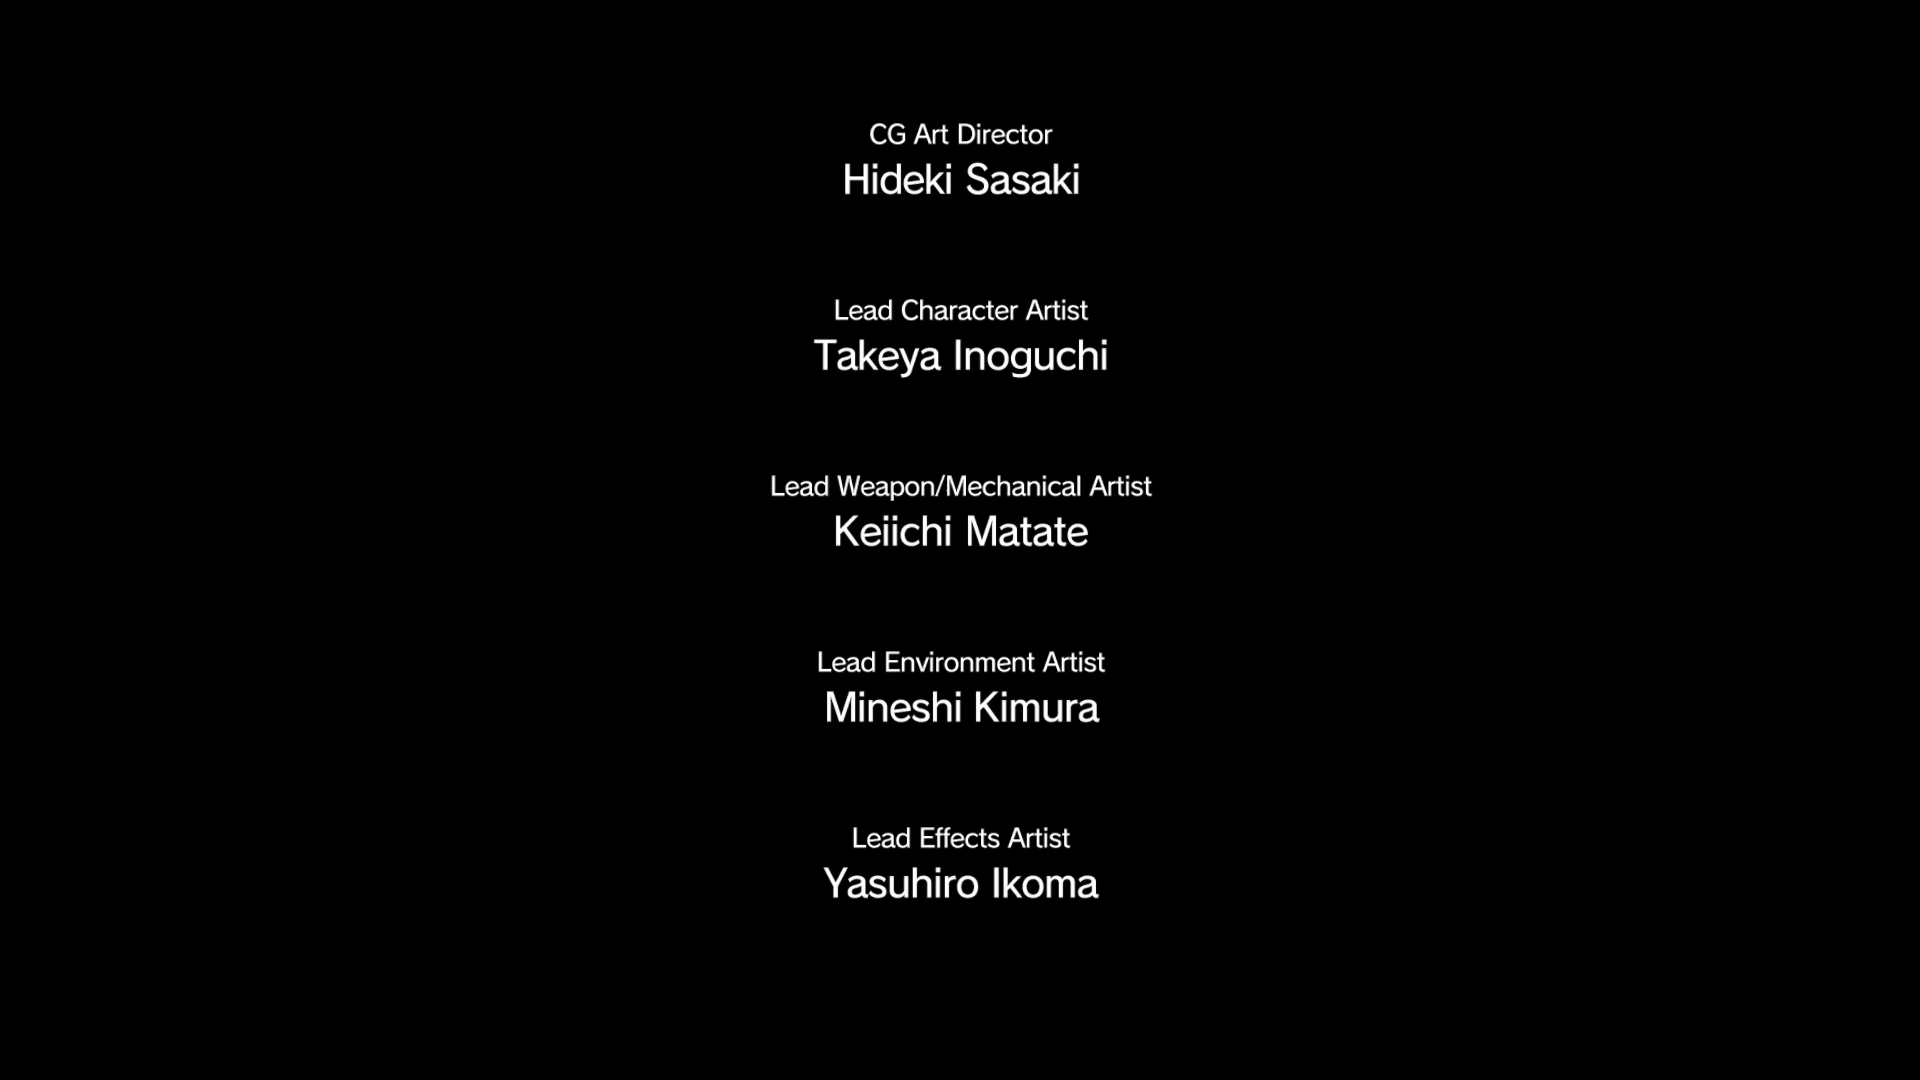 CG Art Director
Hideki Sasaki
Lead Character Artist
Takeya Inoguchi
Lead Weapon/Mechanical Artist
Keiichi Matate
Lead Environment Artist
Mineshi Kimura
Lead Effects Artist
Yasuhiro Ikoma